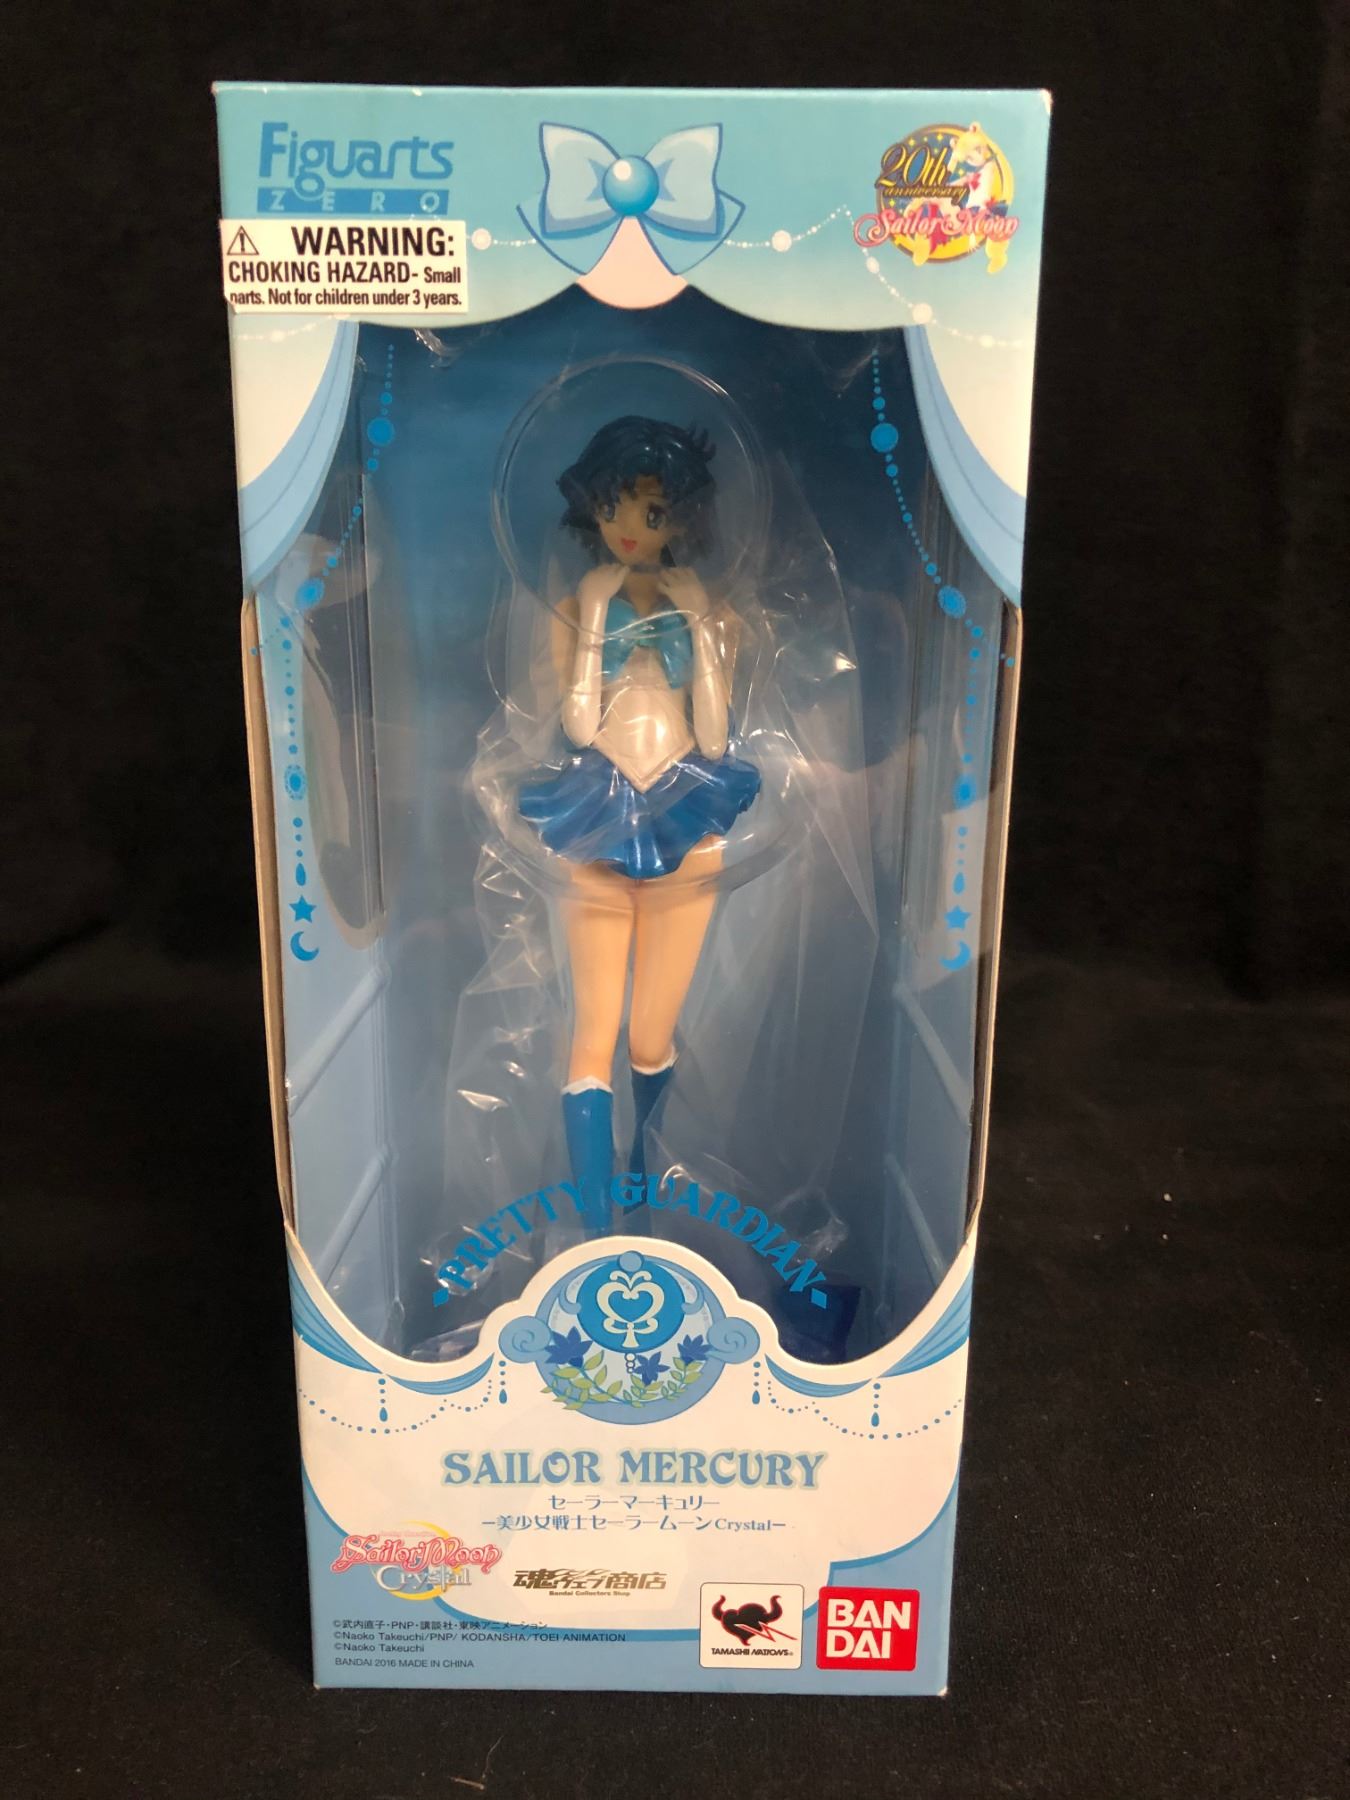 Figuarts
ZERO
WARNING:
CHOKING HAZARD- Small
parts. Not for children under 3 years.
20th
anniversary
Sailor Moon
PRETTY GUARDIAN
SAILOR MERCURY
セーラーマーキュリー
－美少女戦士セーラームーンCrystal－
Sailor Moon
Crystal
魂ウェブ商店
Bandai Collectors Shop
©武内直子・PNP・講談社・東映アニメーション
©Naoko Takeuchi/PNP/ KODANSHA/TOEI ANIMATION
©Naoko Takeuchi
BANDAI 2016 MADE IN CHINA
TAMASHII NATIONS®
BAN
DAI